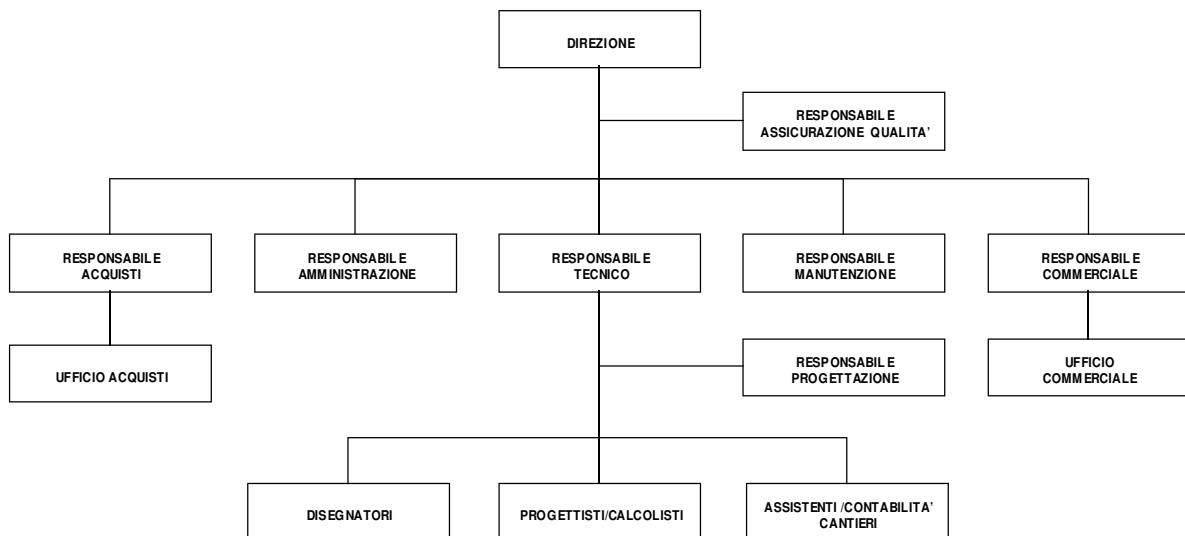 DIREZIONE
RESPONSABILE
ASSICURAZIONE QUALITA'
RESPONSABILE
ACQUISTI
RESPONSABILE
AMMINISTRAZIONE
RESPONSABILE
TECNICO
RESPONSABILE
MANUTENZIONE
RESPONSABILE
COMMERCIALE
UFFICIO ACQUISTI
RESPONSABILE
PROGETTAZIONE
UFFICIO
COMMERCIALE
DISEGNATORI
PROGETTISTI/CALCOLISTI
ASSISTENTI /CONTABILITA'
CANTIERI